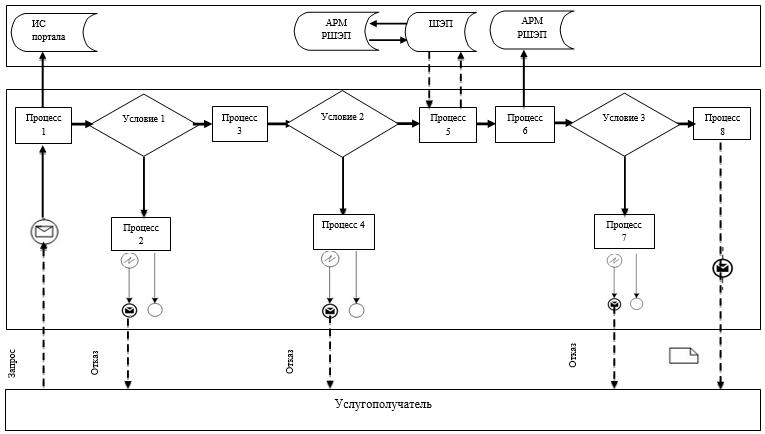 ИС
портала
АРМ
РШЭП
ШЭП
АРМ
РШЭП
Процесс
1
Условие 1
Процесс
3
Условие 2
Процесс
5
Процесс
6
Условие 3
Процесс
8
Процесс
2
Процесс 4
Процесс
7
Запрос
Отказ
Отказ
Отказ
Услугополучатель